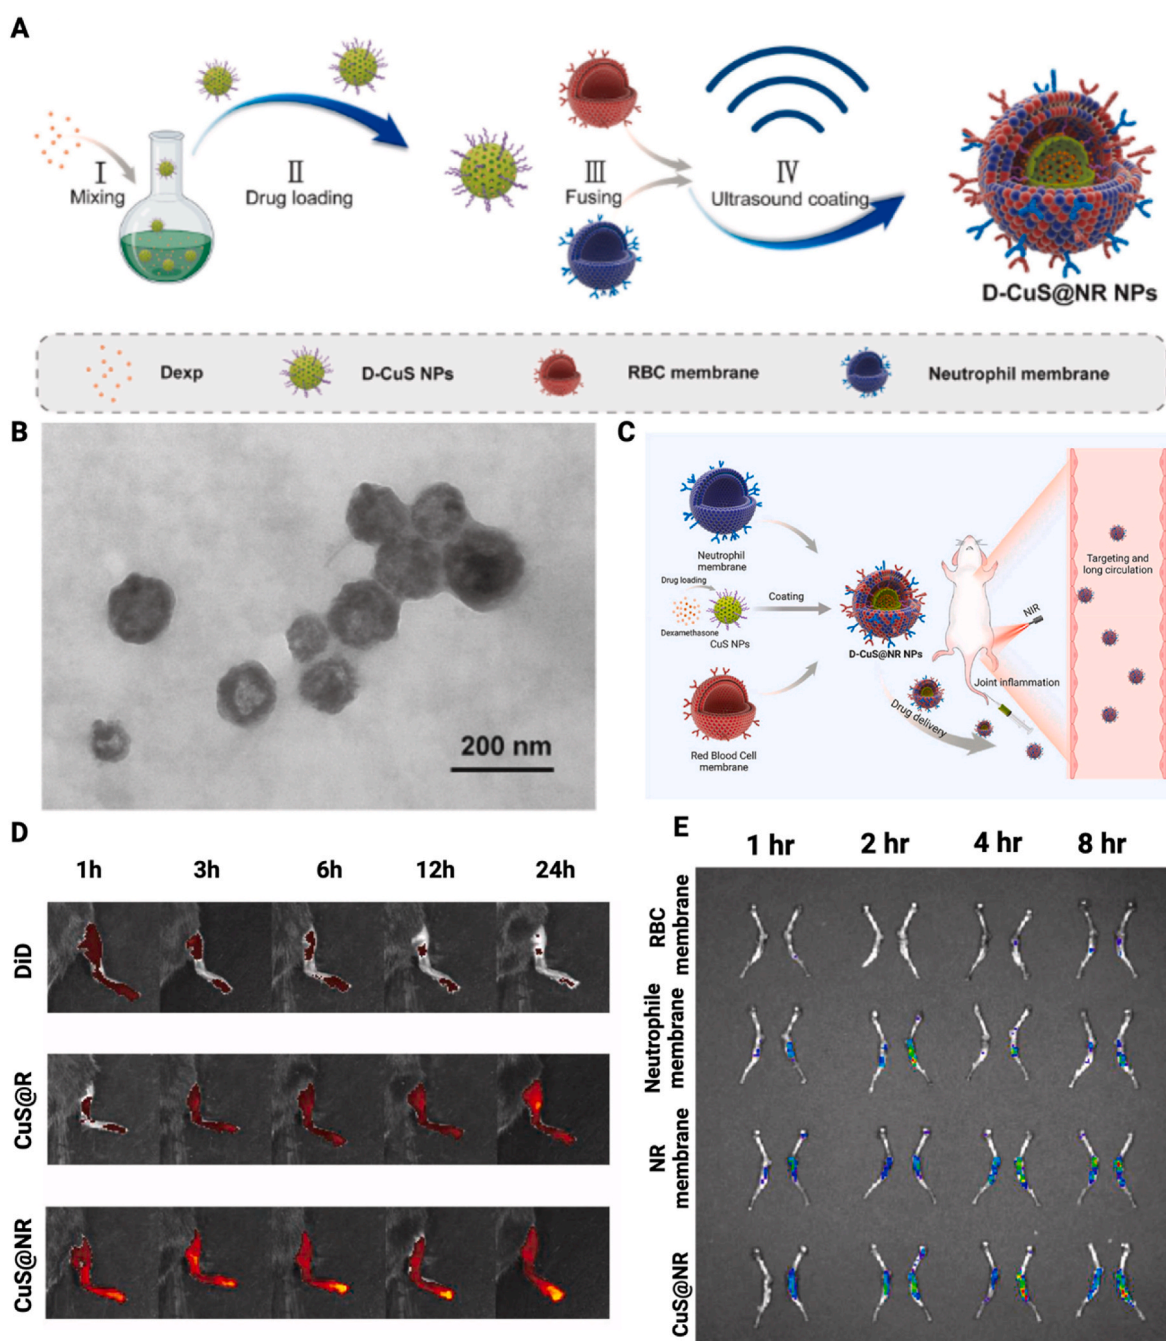 A
I
Mixing
II
Drug loading
III
Fusing
IV
Ultrasound coating
D-CuS@NR NPs
Dexp
D-CuS NPs
RBC membrane
Neutrophil membrane
B
200 nm
C
Neutrophil
membrane
Drug loading
Dexamethasone
CuS NPs
Coating
D-CuS@NR NPs
Red Blood Cell
membrane
Drug delivery
NIR
Joint inflammation
Targeting and
long circulation
D
1h
3h
6h
12h
24h
DiD
CuS@R
CuS@NR
E
1 hr
2 hr
4 hr
8 hr
RBC
membrane
Neutrophile
membrane
NR
membrane
CuS@NR